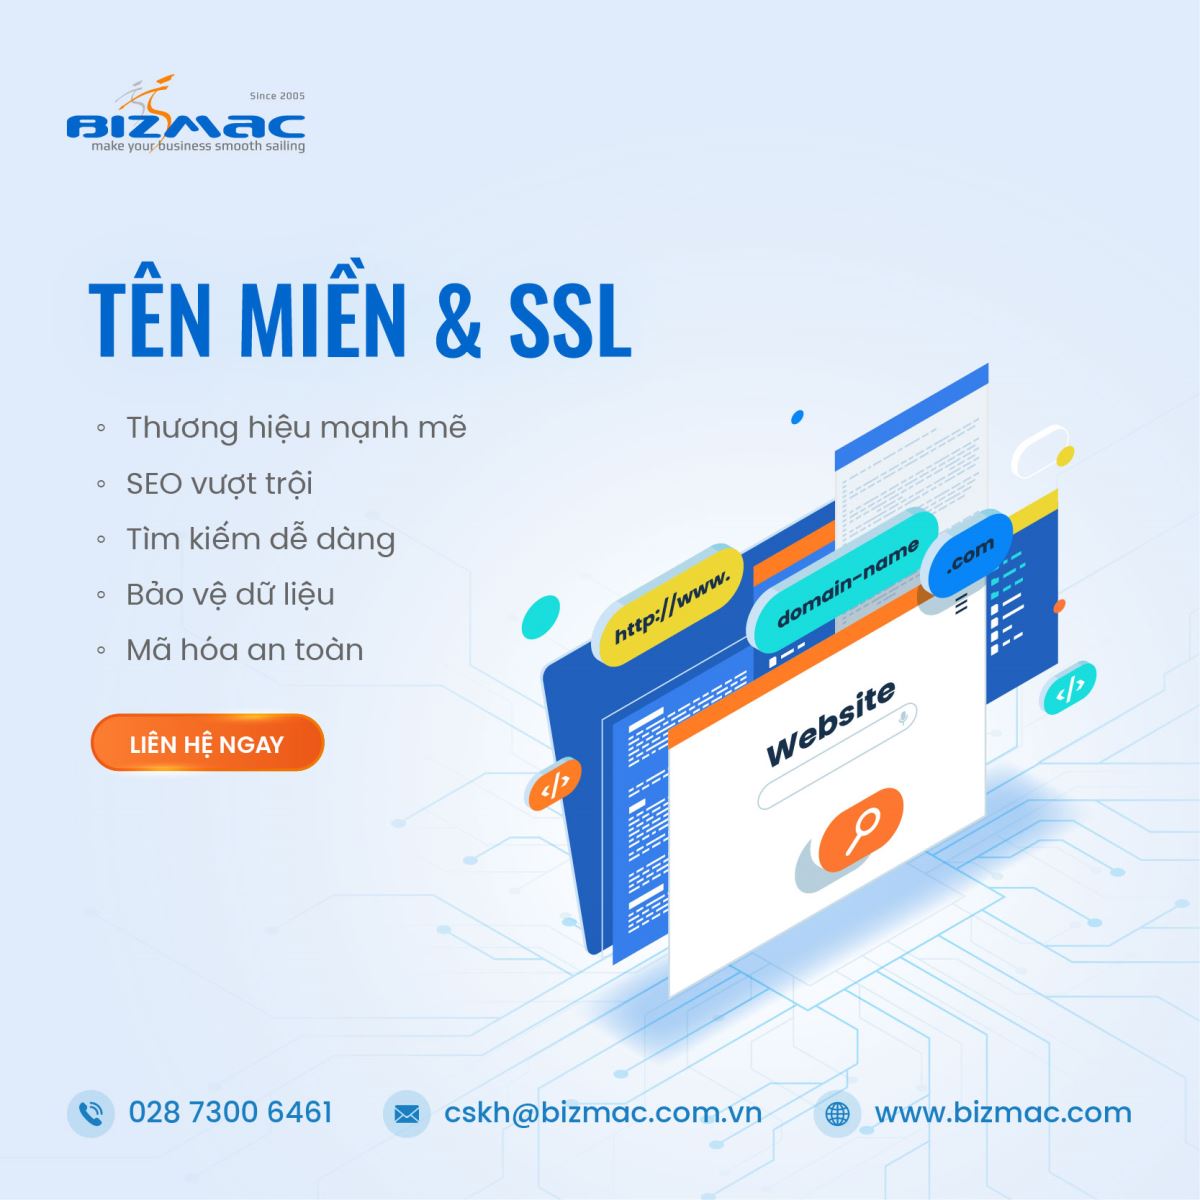 Since 2005
BIZMAC
make your business smooth sailing
TÊN MIỀN & SSL
Thương hiệu mạnh mẽ
SEO vượt trội
Tìm kiếm dễ dàng
Bảo vệ dữ liệu
Mã hóa an toàn
LIÊN HỆ NGAY
http://www.
domain-name
.com
Website
</>
</>
028 7300 6461
cskh@bizmac.com.vn
www.bizmac.com